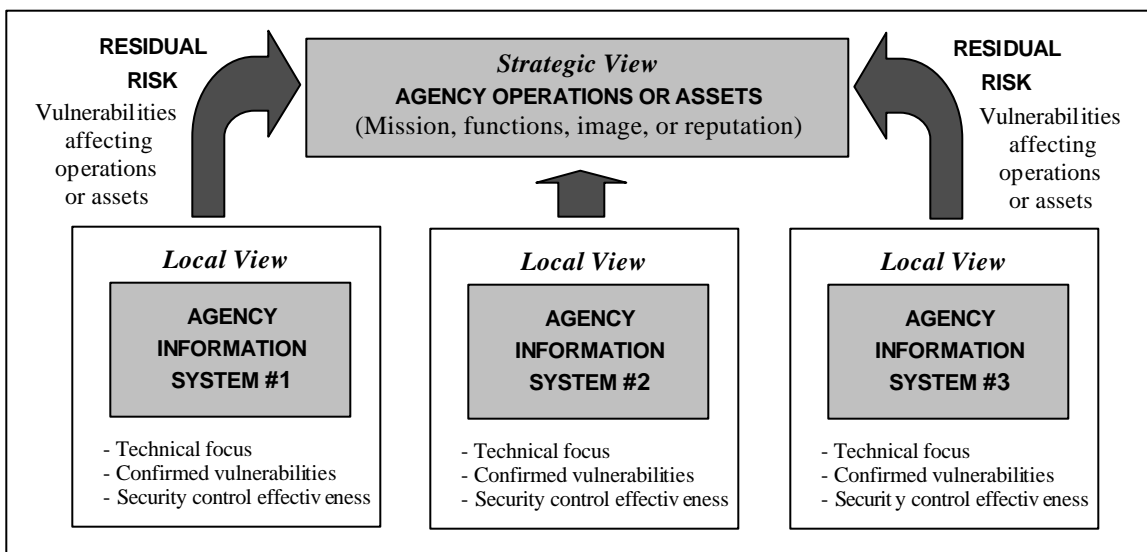 RESIDUAL
RISK
Vulnerabilities
affecting
operations
or assets
Strategic View
AGENCY OPERATIONS OR ASSETS
(Mission, functions, image, or reputation)
RESIDUAL
RISK
Vulnerabilities
affecting
operations
or assets
Local View
AGENCY
INFORMATION
SYSTEM #1
- Technical focus
- Confirmed vulnerabilities
- Security control effectiv eness
Local View
AGENCY
INFORMATION
SYSTEM #2
- Technical focus
- Confirmed vulnerabilities
- Security control effectiv eness
Local View
AGENCY
INFORMATION
SYSTEM #3
- Technical focus
- Confirmed vulnerabilities
- Securit y control effectiv eness